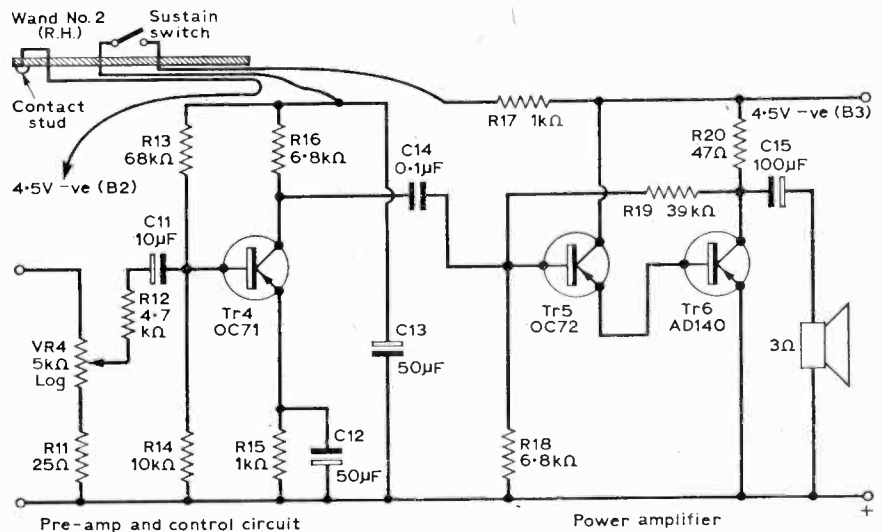 Wand No. 2
(R.H.)
Sustain
switch
Contact
stud
4·5V -ve (B2)
R13
68kΩ
R16
6·8kΩ
C14
0·1µF
R17 1kΩ
4·5V -ve (B3)
R20
47Ω
C15
100µF
R19 39kΩ
C11
10µF
R12
4·7
kΩ
Tr4
OC71
Tr5
OC72
Tr6
AD140
VR4
5kΩ
Log
C13
50µF
3Ω
R11
25Ω
R14
10kΩ
R15
1kΩ
C12
50µF
R18
6·8kΩ
+
Pre-amp and control circuit
Power amplifier